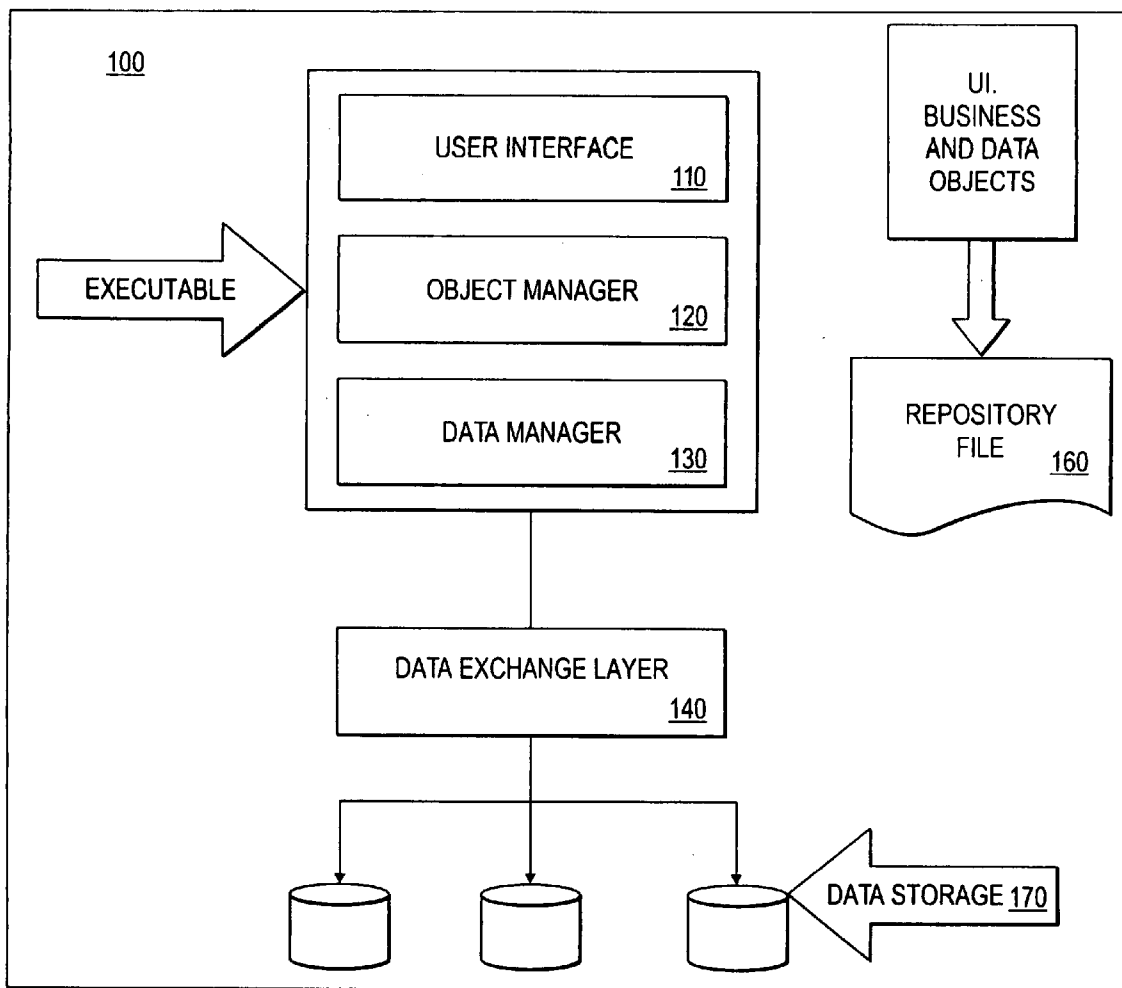 100
USER INTERFACE
110
OBJECT MANAGER
120
DATA MANAGER
130
EXECUTABLE
UI.
BUSINESS
AND DATA
OBJECTS
REPOSITORY
FILE
160
DATA EXCHANGE LAYER
140
DATA STORAGE 170